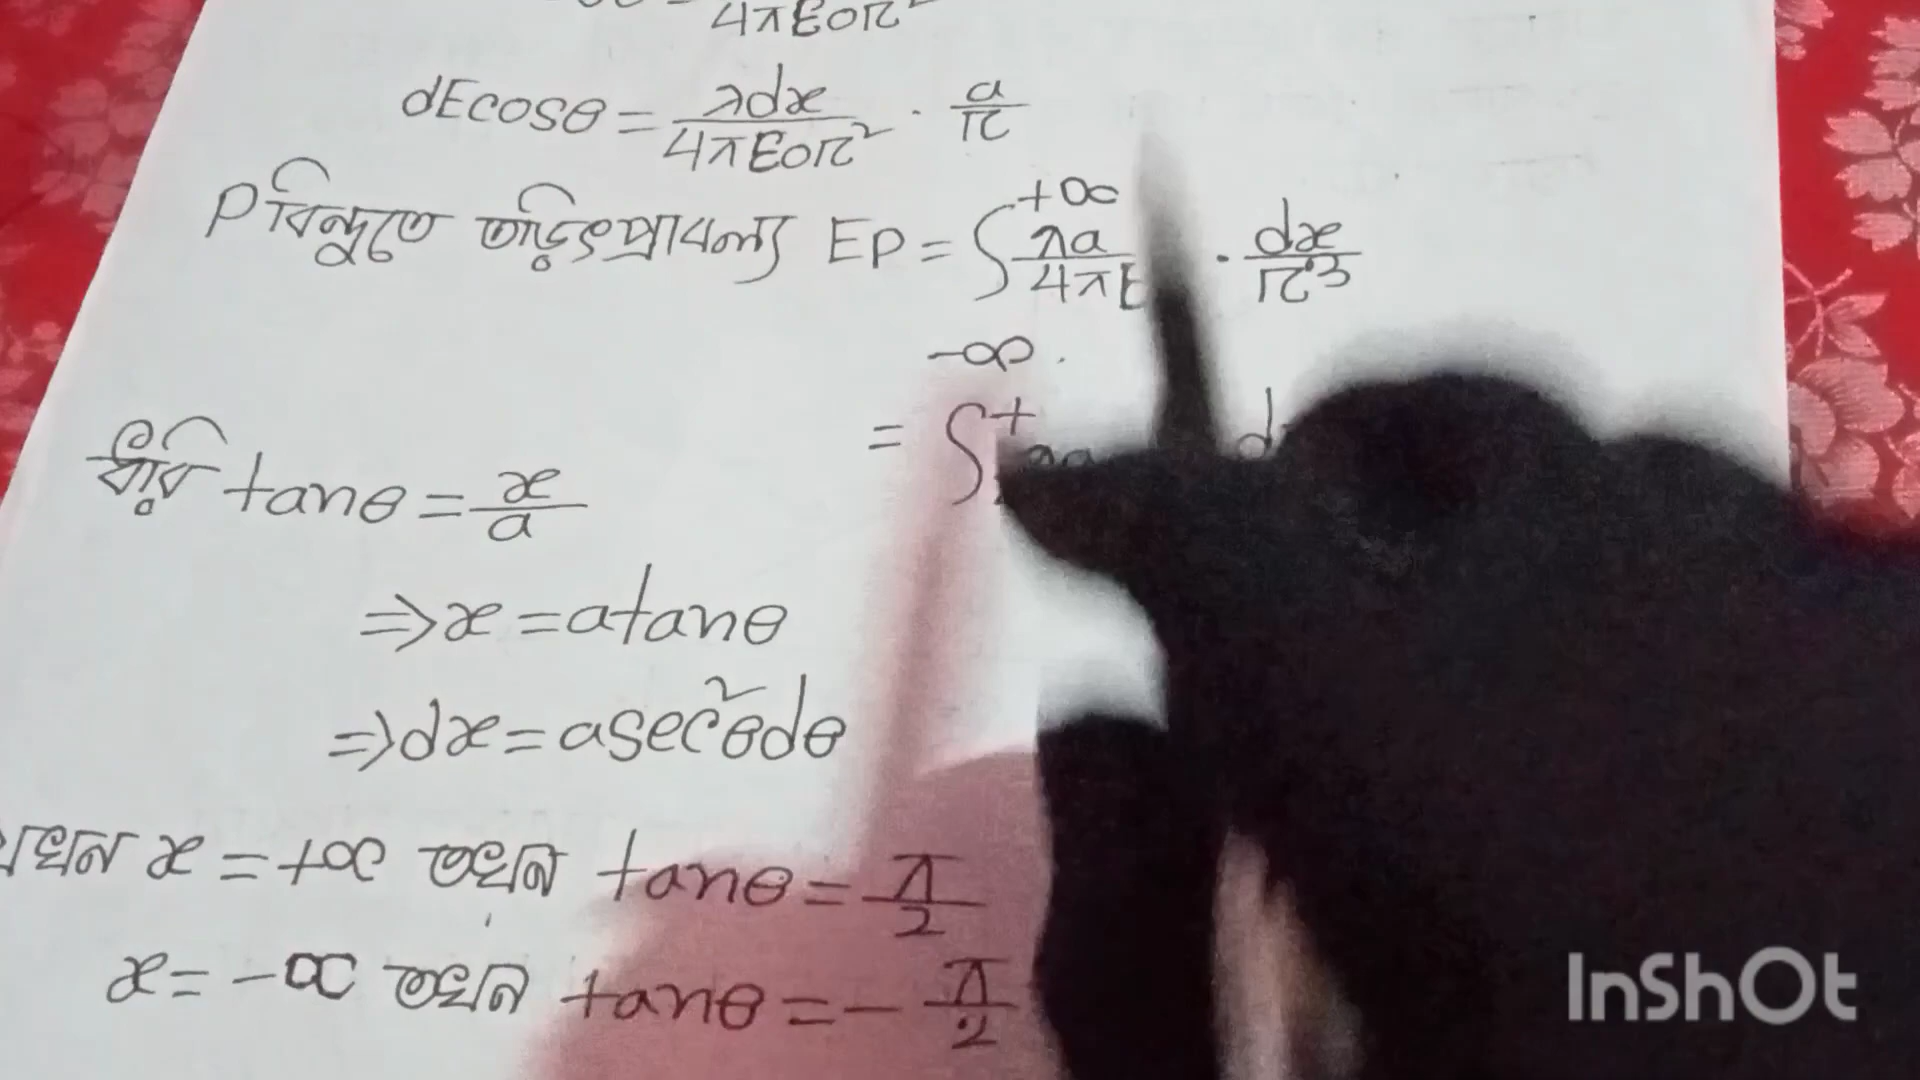 4πε0r²
dEcosθ = λdx/4πε0r² · a/r
P বিন্দুতে তড়িৎপ্রাবল্য EP = ∫ +∞ -∞ λa/4πε · dx/r³
= ∫ +
ধরি tanθ = x/a
⇒ x = atanθ
⇒ dx = asec²θdθ
যখন x = +∞ তখন tanθ = π/2
x = -∞ তখন tanθ = - π/2
InShOt